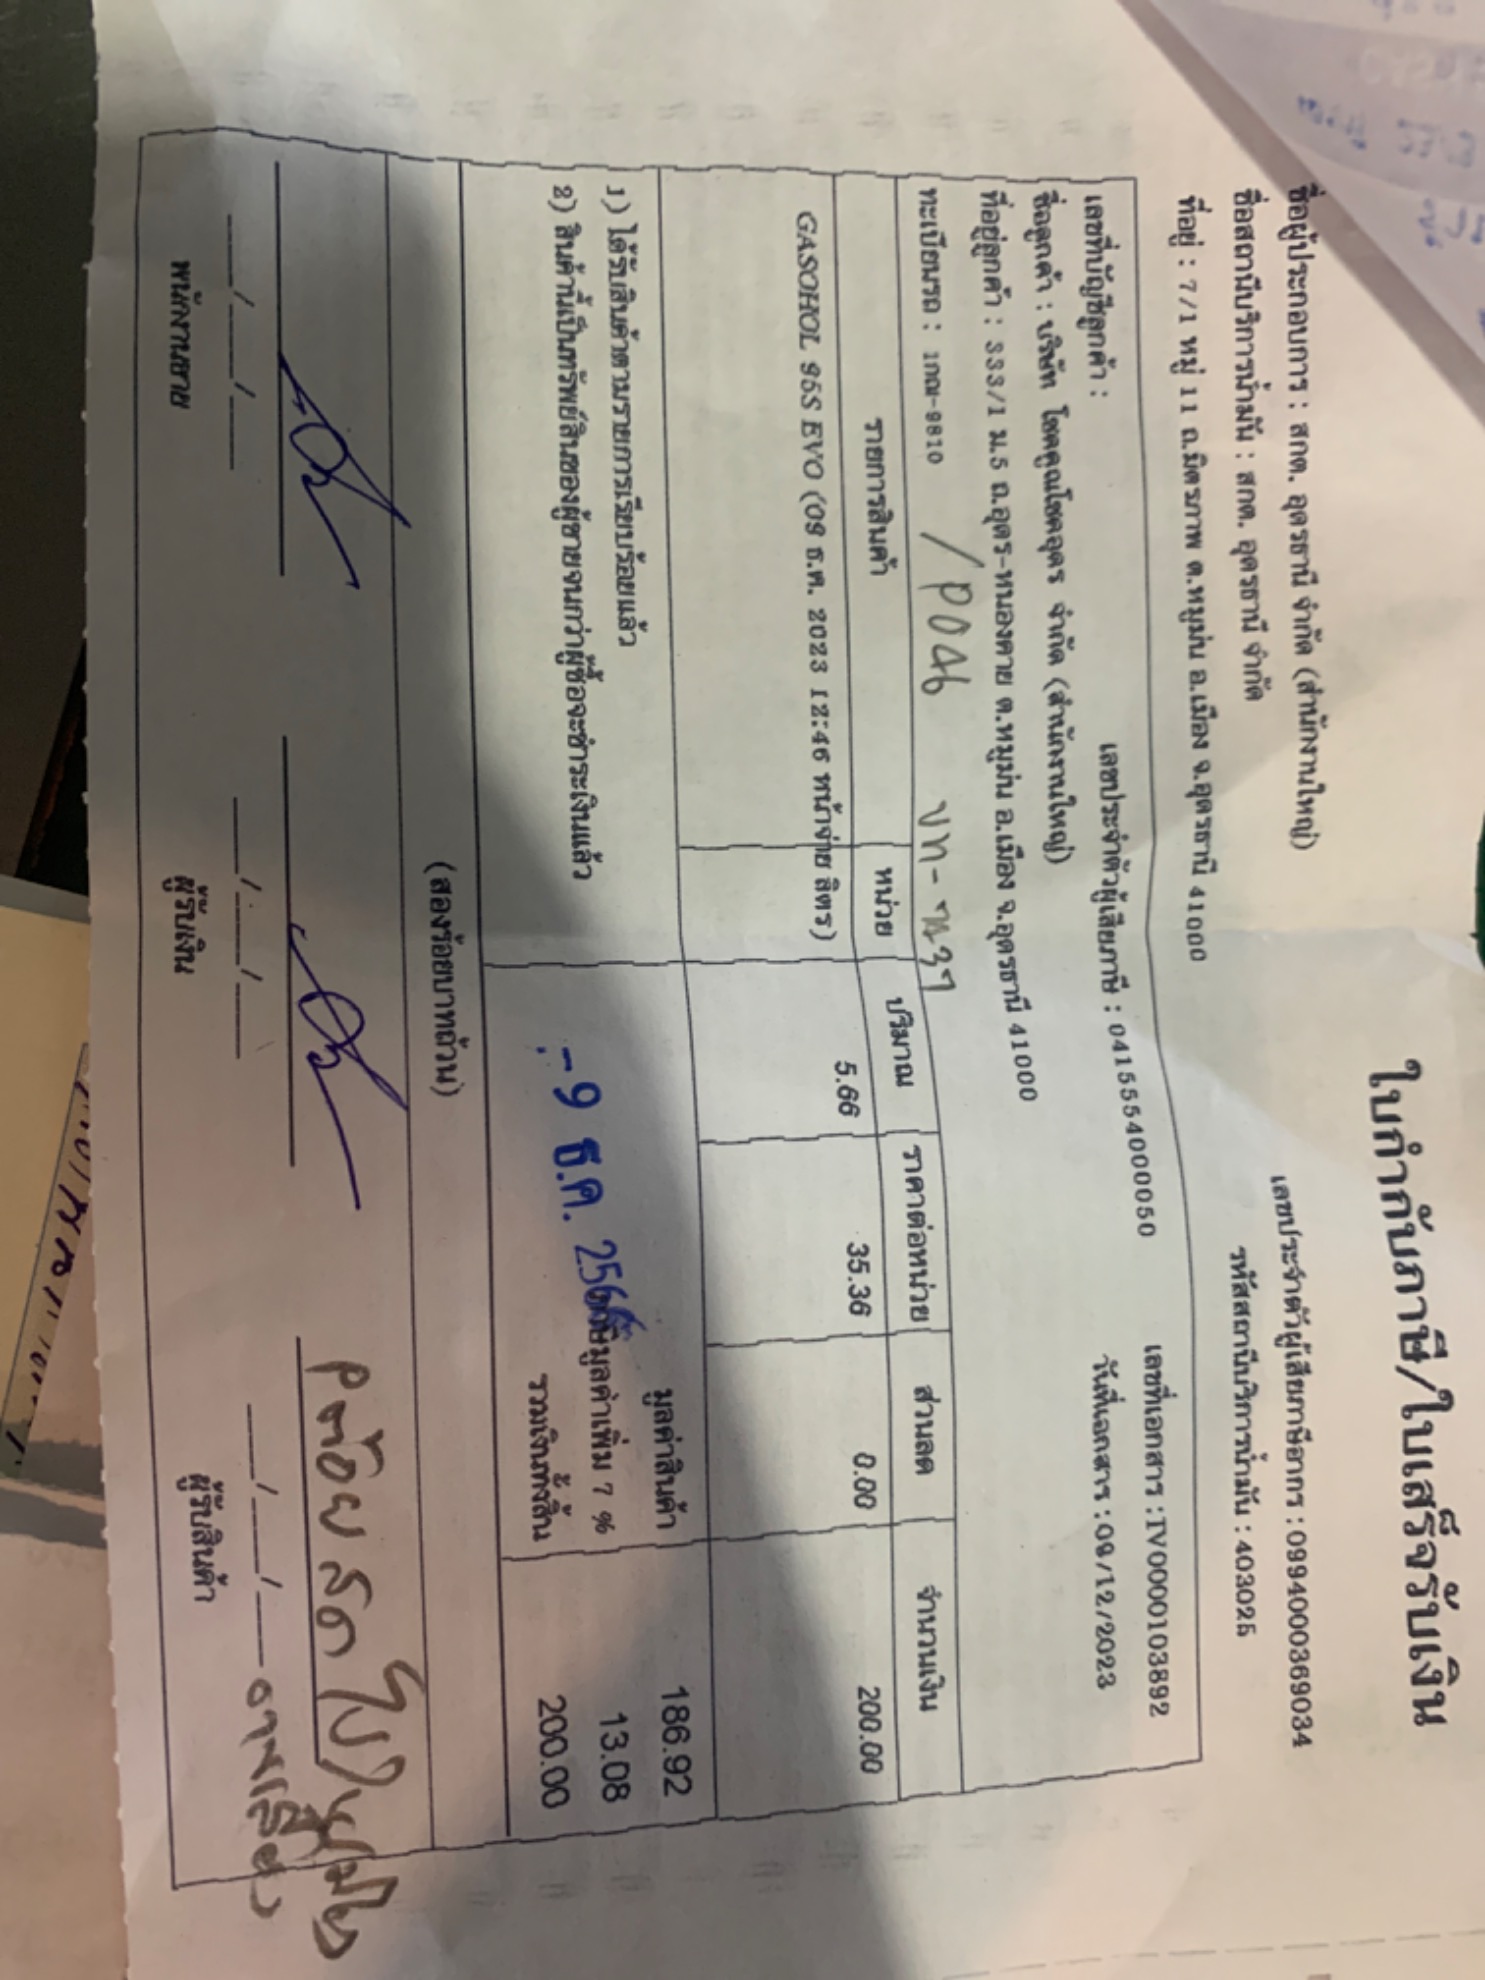 ใบกำกับภาษี/ใบเสร็จรับเงิน
ชื่อผู้ประกอบการ : สกต. อุดรธานี จำกัด (สำนักงานใหญ่) เลขประจำตัวผู้เสียภาษีอากร : 0994000369034
ชื่อสถานีบริการน้ำมัน : สกต. อุดรธานี จำกัด รหัสสถานีบริการน้ำมัน : 403025
ที่อยู่ : 7/1 หมู่ 11 ถ.มิตรภาพ ต.หมูม่น อ.เมือง จ.อุดรธานี 41000
เลขที่บัญชีลูกค้า : เลขประจำตัวผู้เสียภาษี : 0415554000050 เลขที่เอกสาร : IV0000103892
ชื่อลูกค้า : บริษัท โชคคูณโชคอุดร จำกัด (สำนักงานใหญ่) วันที่เอกสาร : 09/12/2023
ที่อยู่ลูกค้า : 333/1 ม.5 ถ.อุดร-หนองคาย ต.หมูม่น อ.เมือง จ.อุดรธานี 41000
ทะเบียนรถ : 1กฌ-9810 / P046
รายการสินค้า หน่วย ปริมาณ ราคาต่อหน่วย ส่วนลด จำนวนเงิน
GASOHOL 95S EVO (09 ธ.ค. 2023 12:46 หน้าจ่าย ลิตร) 5.66 35.36 0.00 200.00
1) ได้รับสินค้าตามรายการเรียบร้อยแล้ว มูลค่าสินค้า 186.92
2) สินค้านี้เป็นทรัพย์สินของผู้ขายจนกว่าผู้ซื้อจะชำระเงินแล้ว ภาษีมูลค่าเพิ่ม 7 % 13.08
-9 ธ.ค. 2566 รวมเงินทั้งสิ้น 200.00
(สองร้อยบาทถ้วน)
___/___/___ ___/___/___ ___/___/___
พนักงานขาย ผู้รับเงิน ผู้รับสินค้า